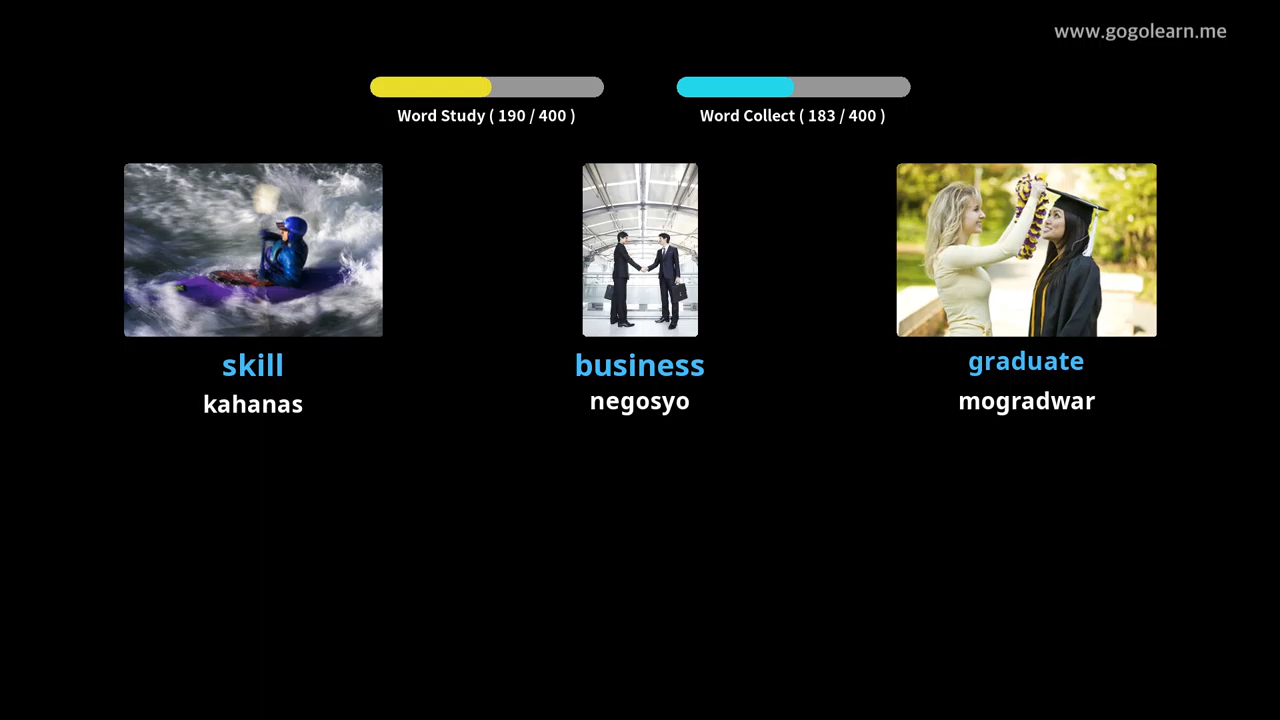 www.gogolearn.me
Word Study ( 190 / 400 )
Word Collect ( 183 / 400 )
skill
business
graduate
kahanas
negosyo
mogradwar